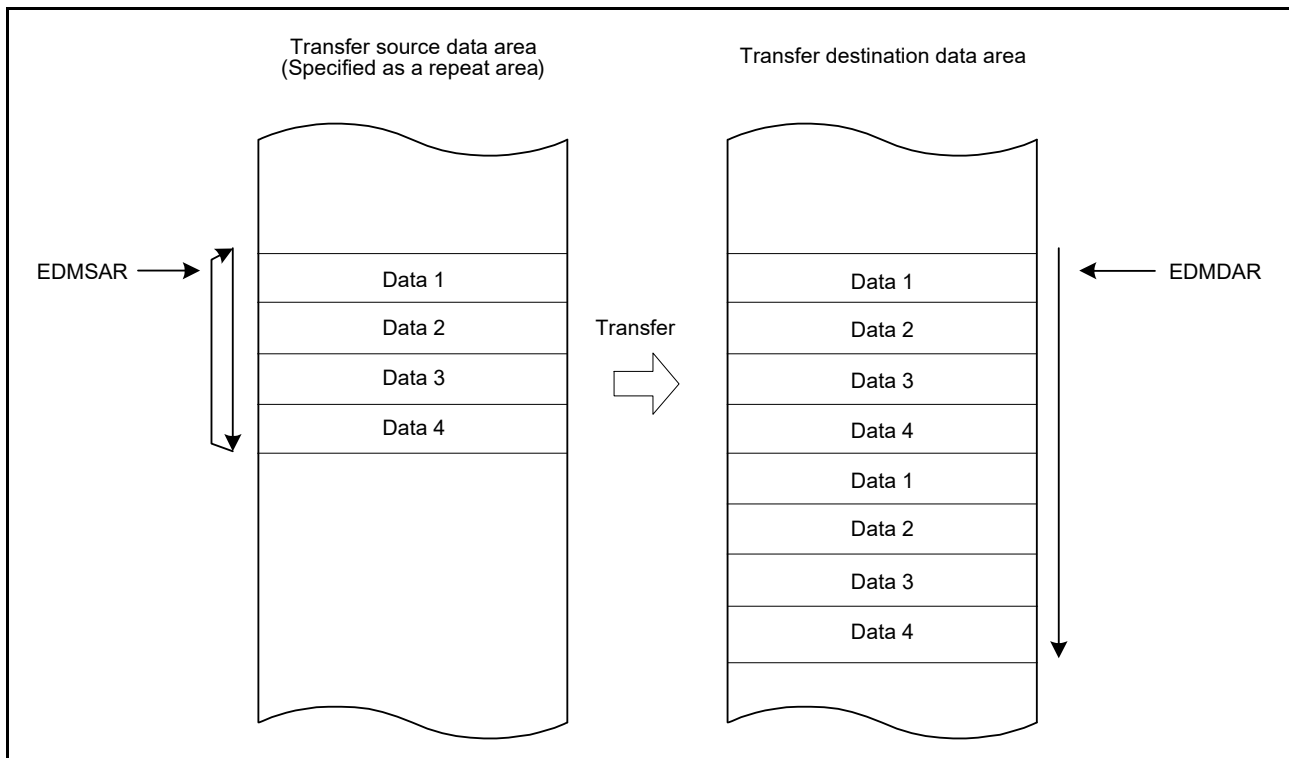 Transfer source data area
(Specified as a repeat area)
Transfer destination data area
EDMSAR
Data 1
Data 2
Data 3
Data 4
Transfer
Data 1
Data 2
Data 3
Data 4
Data 1
Data 2
Data 3
Data 4
EDMDAR